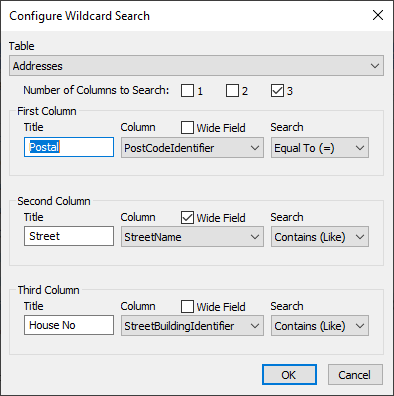 Configure Wildcard Search
Table
Addresses
Number of Columns to Search: 1 2 3
First Column
Title Column Wide Field Search
Postal PostCodeIdentifier Equal To (=)
Second Column
Title Column Wide Field Search
Street StreetName Contains (Like)
Third Column
Title Column Wide Field Search
House No StreetBuildingIdentifier Contains (Like)
OK Cancel